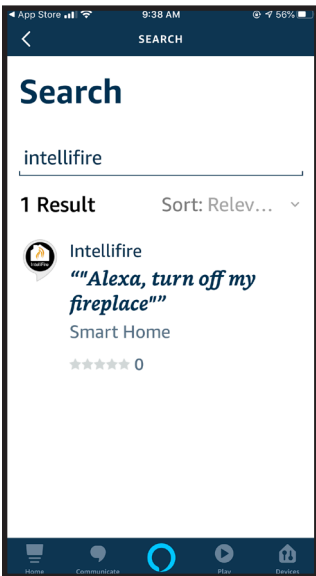 App Store 9:38 AM 56%
SEARCH
Search
intellifire
1 Result Sort: Relev...
IntelliFire
Intellifire
““"Alexa, turn off my
fireplace"”
Smart Home
0
Home Communicate Play Devices